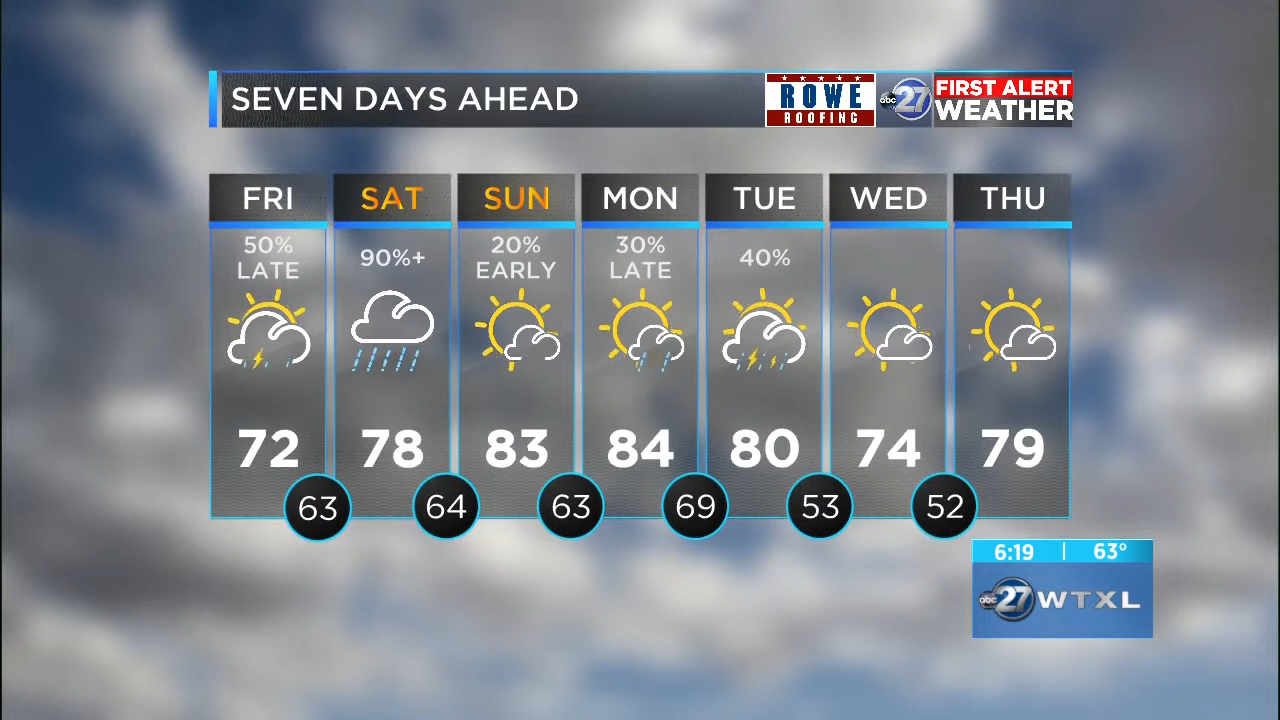 SEVEN DAYS AHEAD
ROWE
ROOFING
abc 27
FIRST ALERT
WEATHER
FRI
SAT
SUN
MON
TUE
WED
THU
50%
LATE
90%+
20%
EARLY
30%
LATE
40%
72
78
83
84
80
74
79
63
64
63
69
53
52
6:19 | 63°
abc 27 WTXL